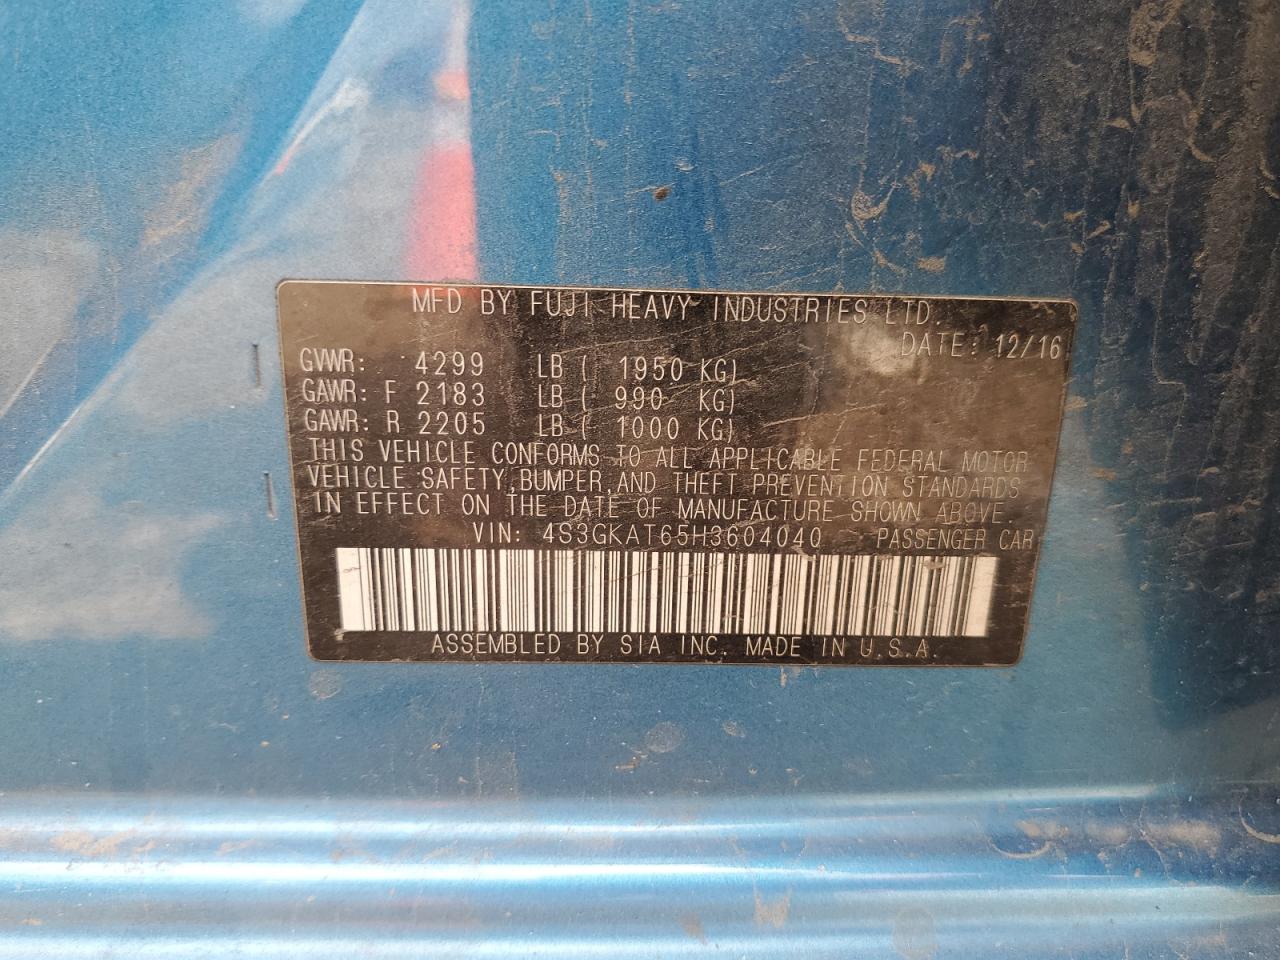 MFD BY FUJI HEAVY INDUSTRIES LTD.
DATE: 12/16
GVWR: 4299 LB ( 1950 KG)
GAWR: F 2183 LB ( 990 KG)
GAWR: R 2205 LB ( 1000 KG)
THIS VEHICLE CONFORMS TO ALL APPLICABLE FEDERAL MOTOR
VEHICLE SAFETY, BUMPER, AND THEFT PREVENTION STANDARDS
IN EFFECT ON THE DATE OF MANUFACTURE SHOWN ABOVE.
VIN: 4S3GKAT65H3604040 PASSENGER CAR
ASSEMBLED BY SIA INC. MADE IN U.S.A.